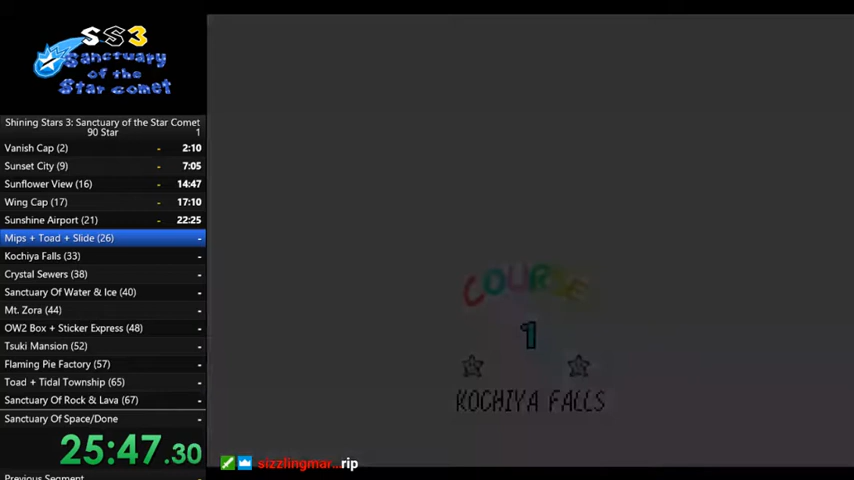 SS3
Sanctuary
of the
Star Comet
Shining Stars 3: Sanctuary of the Star Comet
90 Star 1
Vanish Cap (2) - 2:10
Sunset City (9) - 7:05
Sunflower View (16) - 14:47
Wing Cap (17) - 17:10
Sunshine Airport (21) - 22:25
Mips + Toad + Slide (26) -
Kochiya Falls (33) -
Crystal Sewers (38) -
Sanctuary Of Water & Ice (40) -
Mt. Zora (44) -
OW2 Box + Sticker Express (48) -
Tsuki Mansion (52) -
Flaming Pie Factory (57) -
Toad + Tidal Township (65) -
Sanctuary Of Rock & Lava (67) -
Sanctuary Of Space/Done -
25:47.30
Previous Segment -
COURSE
1
KOCHIYA FALLS
sizzlingmar...rip